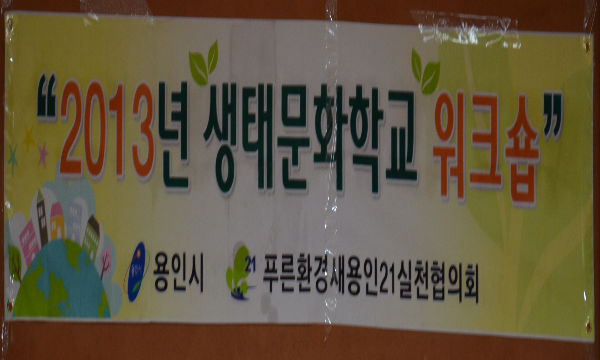 “2013년 생태문화학교 워크숍”
용인시 21 푸른환경새용인21실천협의회